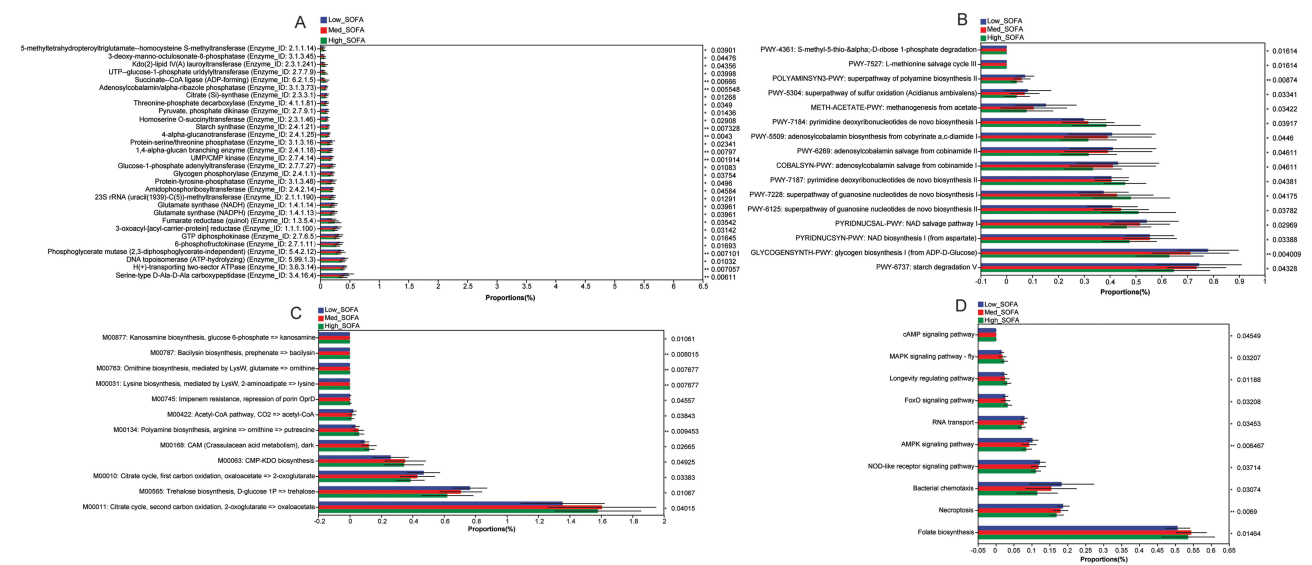 A
Low_SOFA
Med_SOFA
High_SOFA
5-methyltetrahydropteroyltriglutamate--homocysteine S-methyltransferase (Enzyme_ID: 2.1.1.14) * 0.03901
3-deoxy-manno-octulosonate-8-phosphatase (Enzyme_ID: 3.1.3.45) * 0.04476
Kdo(2)-lipid IV(A) lauroyltransferase (Enzyme_ID: 2.3.1.241) * 0.04356
UTP--glucose-1-phosphate uridylyltransferase (Enzyme_ID: 2.7.7.9) * 0.03998
Succinate--CoA ligase (ADP-forming) (Enzyme_ID: 6.2.1.5) ** 0.00666
Adenosylcobalamin/alpha-ribazole phosphatase (Enzyme_ID: 3.1.3.73) ** 0.005548
Citrate (Si)-synthase (Enzyme_ID: 2.3.3.1) * 0.01268
Threonine-phosphate decarboxylase (Enzyme_ID: 4.1.1.81) * 0.0349
Pyruvate, phosphate dikinase (Enzyme_ID: 2.7.9.1) * 0.01436
Homoserine O-succinyltransferase (Enzyme_ID: 2.3.1.46) * 0.02908
Starch synthase (Enzyme_ID: 2.4.1.21) ** 0.007328
4-alpha-glucanotransferase (Enzyme_ID: 2.4.1.25) ** 0.0043
Protein-serine/threonine phosphatase (Enzyme_ID: 3.1.3.16) * 0.02341
1,4-alpha-glucan branching enzyme (Enzyme_ID: 2.4.1.18) ** 0.00797
UMP/CMP kinase (Enzyme_ID: 2.7.4.14) ** 0.001914
Glucose-1-phosphate adenylyltransferase (Enzyme_ID: 2.7.7.27) * 0.01083
Glycogen phosphorylase (Enzyme_ID: 2.4.1.1) * 0.03754
Protein-tyrosine-phosphatase (Enzyme_ID: 3.1.3.48) * 0.0496
Amidophosphoribosyltransferase (Enzyme_ID: 2.4.2.14) * 0.04584
23S rRNA (uracil(1939)-C(5))-methyltransferase (Enzyme_ID: 2.1.1.190) * 0.01291
Glutamate synthase (NADH) (Enzyme_ID: 1.4.1.14) * 0.03961
Glutamate synthase (NADPH) (Enzyme_ID: 1.4.1.13) * 0.03961
Fumarate reductase (quinol) (Enzyme_ID: 1.3.5.4) * 0.03542
3-oxoacyl-[acyl-carrier-protein] reductase (Enzyme_ID: 1.1.1.100) * 0.03142
GTP diphosphokinase (Enzyme_ID: 2.7.6.5) * 0.01645
6-phosphofructokinase (Enzyme_ID: 2.7.1.11) * 0.01693
Phosphoglycerate mutase (2,3-diphosphoglycerate-independent) (Enzyme_ID: 5.4.2.12) ** 0.007101
DNA topoisomerase (ATP-hydrolyzing) (Enzyme_ID: 5.99.1.3) * 0.01032
H(+)-transporting two-sector ATPase (Enzyme_ID: 3.6.3.14) ** 0.007057
Serine-type D-Ala-D-Ala carboxypeptidase (Enzyme_ID: 3.4.16.4) ** 0.00611
0 0.5 1 1.5 2 2.5 3 3.5 4 4.5 5 5.5 6 6.5
Proportions(%)
B
Low_SOFA
Med_SOFA
High_SOFA
PWY-4361: S-methyl-5-thio-&alpha;-D-ribose 1-phosphate degradation * 0.01614
PWY-7527: L-methionine salvage cycle III * 0.01614
POLYAMINSYN3-PWY: superpathway of polyamine biosynthesis II ** 0.00874
PWY-5304: superpathway of sulfur oxidation (Acidianus ambivalens) * 0.03341
METH-ACETATE-PWY: methanogenesis from acetate * 0.03422
PWY-7184: pyrimidine deoxyribonucleotides de novo biosynthesis I * 0.03917
PWY-5509: adenosylcobalamin biosynthesis from cobyrinate a,c-diamide I * 0.0446
PWY-6269: adenosylcobalamin salvage from cobinamide II * 0.04611
COBALSYN-PWY: adenosylcobalamin salvage from cobinamide I * 0.04611
PWY-7187: pyrimidine deoxyribonucleotides de novo biosynthesis II * 0.04381
PWY-7228: superpathway of guanosine nucleotides de novo biosynthesis I * 0.04175
PWY-6125: superpathway of guanosine nucleotides de novo biosynthesis II * 0.03782
PYRIDNUCSAL-PWY: NAD salvage pathway I * 0.02969
PYRIDNUCSYN-PWY: NAD biosynthesis I (from aspartate) * 0.03388
GLYCOGENSYNTH-PWY: glycogen biosynthesis I (from ADP-D-Glucose) ** 0.004009
PWY-6737: starch degradation V * 0.04328
-0.1 0 0.1 0.2 0.3 0.4 0.5 0.6 0.7 0.8 0.9 1
Proportions(%)
C
Low_SOFA
Med_SOFA
High_SOFA
M00877: Kanosamine biosynthesis, glucose 6-phosphate => kanosamine * 0.01061
M00787: Bacilysin biosynthesis, prephenate => bacilysin ** 0.008015
M00763: Ornithine biosynthesis, mediated by LysW, glutamate => ornithine ** 0.007677
M00031: Lysine biosynthesis, mediated by LysW, 2-aminoadipate => lysine ** 0.007677
M00745: Imipenem resistance, repression of porin OprD * 0.04557
M00422: Acetyl-CoA pathway, CO2 => acetyl-CoA * 0.03843
M00134: Polyamine biosynthesis, arginine => ornithine => putrescine ** 0.009453
M00168: CAM (Crassulacean acid metabolism), dark * 0.02665
M00063: CMP-KDO biosynthesis * 0.04925
M00010: Citrate cycle, first carbon oxidation, oxaloacetate => 2-oxoglutarate * 0.03383
M00565: Trehalose biosynthesis, D-glucose 1P => trehalose * 0.01067
M00011: Citrate cycle, second carbon oxidation, 2-oxoglutarate => oxaloacetate * 0.04015
-0.2 0 0.2 0.4 0.6 0.8 1 1.2 1.4 1.6 1.8 2
Proportions(%)
D
Low_SOFA
Med_SOFA
High_SOFA
cAMP signaling pathway * 0.04549
MAPK signaling pathway - fly * 0.03207
Longevity regulating pathway * 0.01188
FoxO signaling pathway * 0.03208
RNA transport * 0.03453
AMPK signaling pathway ** 0.006467
NOD-like receptor signaling pathway * 0.03714
Bacterial chemotaxis * 0.03074
Necroptosis ** 0.0069
Folate biosynthesis * 0.01464
-0.05 0 0.05 0.1 0.15 0.2 0.25 0.3 0.35 0.4 0.45 0.5 0.55 0.6 0.65
Proportions(%)